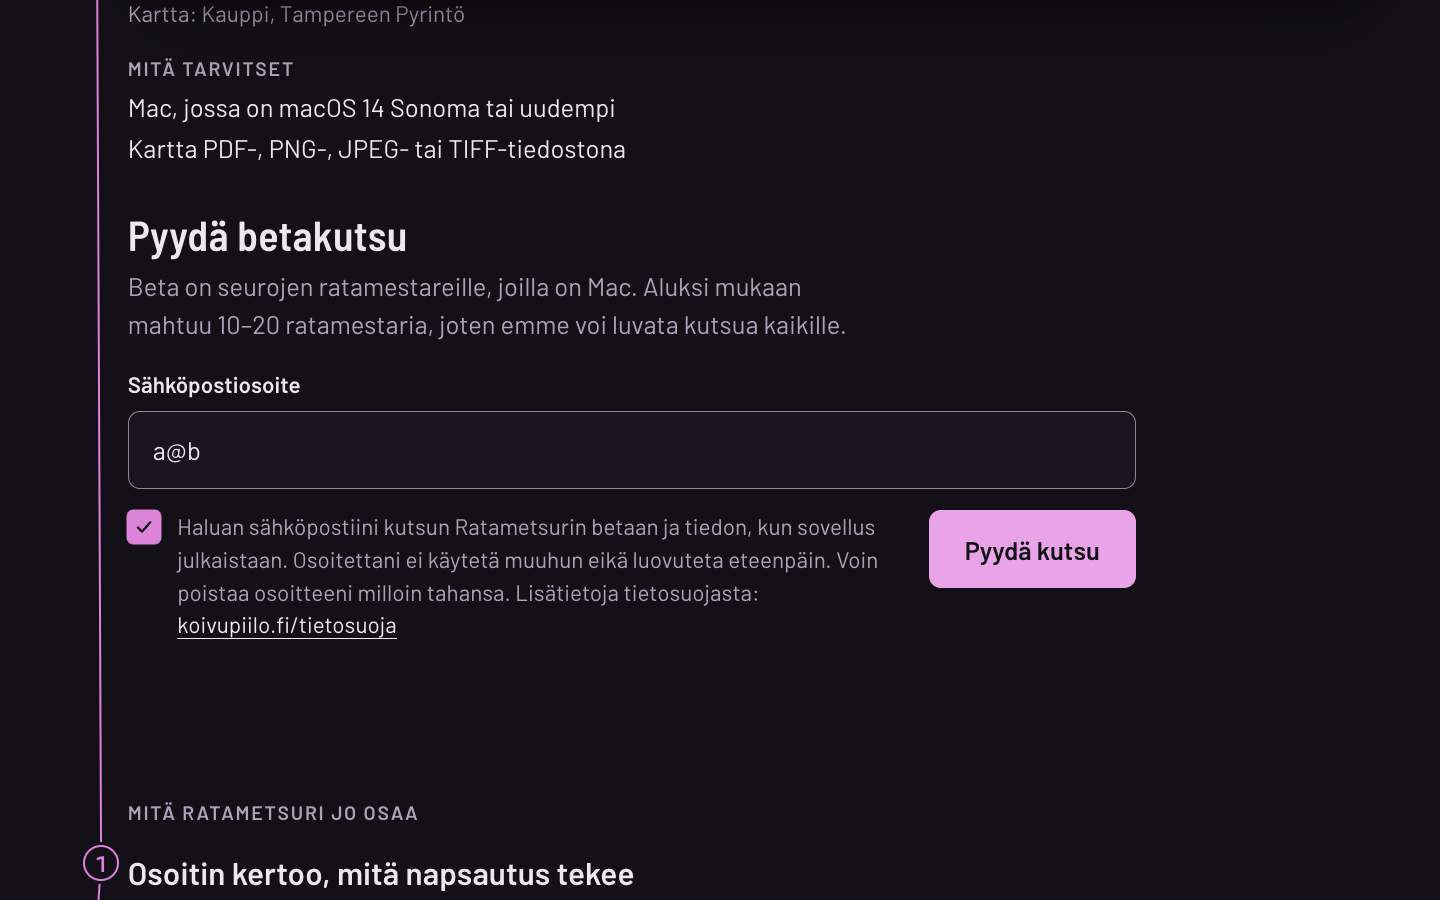 Kartta: Kauppi, Tampereen Pyrintö
MITÄ TARVITSET
Mac, jossa on macOS 14 Sonoma tai uudempi
Kartta PDF-, PNG-, JPEG- tai TIFF-tiedostona
Pyydä betakutsu
Beta on seurojen ratamestareille, joilla on Mac. Aluksi mukaan
mahtuu 10–20 ratamestaria, joten emme voi luvata kutsua kaikille.
Sähköpostiosoite
a@b
Haluan sähköpostiini kutsun Ratametsurin betaan ja tiedon, kun sovellus
julkaistaan. Osoitettani ei käytetä muuhun eikä luovuteta eteenpäin. Voin
poistaa osoitteeni milloin tahansa. Lisätietoja tietosuojasta:
koivupiilo.fi/tietosuoja
Pyydä kutsu
MITÄ RATAMETSURI JO OSAA
1 Osoitin kertoo, mitä napsautus tekee